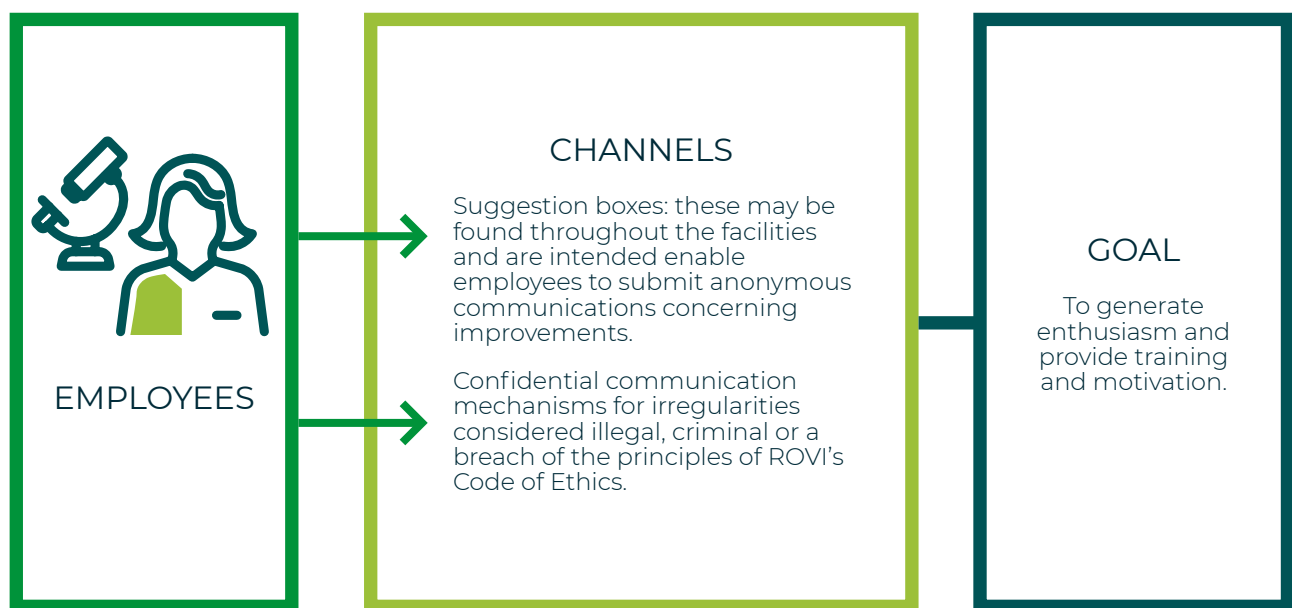 EMPLOYEES
CHANNELS
Suggestion boxes: these may be
found throughout the facilities
and are intended enable
employees to submit anonymous
communications concerning
improvements.
Confidential communication
mechanisms for irregularities
considered illegal, criminal or a
breach of the principles of ROVI’s
Code of Ethics.
GOAL
To generate
enthusiasm and
provide training
and motivation.